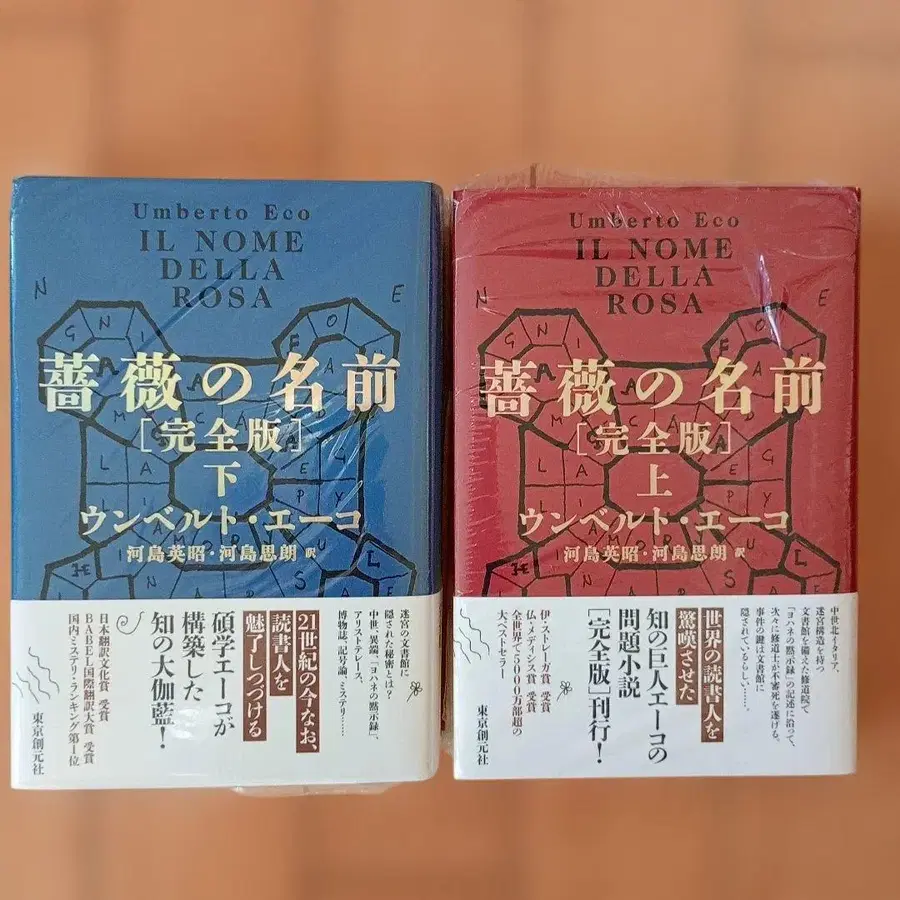 Umberto Eco
IL NOME
DELLA
ROSA
薔薇の名前
[完全版]
下
ウンベルト・エーコ
河島英昭・河島思朗 訳
迷宮の文書館に
隠された秘密とは?
中世、異端、「ヨハネの黙示録」、
アリストテレース、
博物誌、記号論、ミステリ……
21世紀の今なお、
読書人を
魅了しつづける
碩学エーコが
構築した
知の大伽藍!
日本翻訳文化賞 受賞
BABEL国際翻訳大賞 受賞
国内ミステリ・ランキング第1位
東京創元社
Umberto Eco
IL NOME
DELLA
ROSA
薔薇の名前
[完全版]
上
ウンベルト・エーコ
河島英昭・河島思朗 訳
中世北イタリア、
迷宮構造を持つ
文書館を備えた修道院で
「ヨハネの黙示録」の記述に沿って、
次々に修道士が不審死を遂げる。
事件の鍵は文書館に
隠されているらしい……
世界の読書人を
驚嘆させた
知の巨人エーコの
問題小説
[完全版]刊行!
伊・ストレーガ賞 受賞
仏・メディシス賞 受賞
全世界で5500万部超の
大ベストセラー
東京創元社